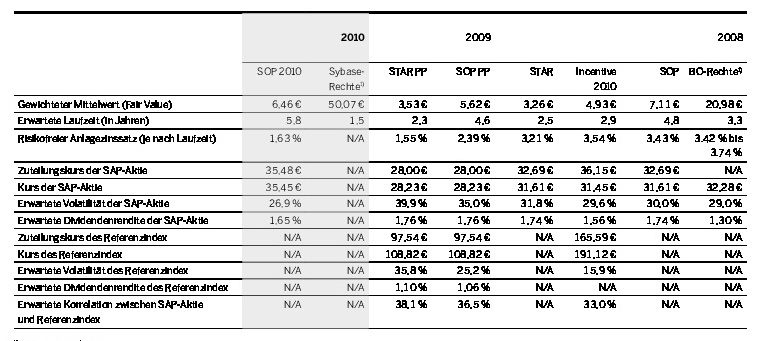 2010 2009 2008
SOP 2010 Sybase- STAR PP SOP PP STAR Incentive SOP BO-Rechte
Rechte¹⁾ 2010
Gewichteter Mittelwert (Fair Value) 6,46 € 50,07 € 3,53 € 5,62 € 3,26 € 4,93 € 7,11 € 20,98 €
Erwartete Laufzeit (in Jahren) 5,8 1,5 2,3 4,6 2,5 2,9 4,8 3,3
Risikofreier Anlagezinssatz (je nach Laufzeit) 1,63 % N/A 1,55 % 2,39 % 3,21 % 3,54 % 3,43 % 3.42 % bis
3.74 %
Zuteilungskurs der SAP-Aktie 35,48 € N/A 28,00 € 28,00 € 32,69 € 36,15 € 32,69 € N/A
Kurs der SAP-Aktie 35,45 € N/A 28,23 € 28,23 € 31,61 € 31,45 € 31,61 € 32,28 €
Erwartete Volatilität der SAP-Aktie 26,9 % N/A 39,9 % 35,0 % 31,8 % 29,6 % 30,0 % 29,0 %
Erwartete Dividendenrendite der SAP-Aktie 1,65 % N/A 1,76 % 1,76 % 1,74 % 1,56 % 1,74 % 1,30 %
Zuteilungskurs des Referenzindex N/A N/A 97,54 € 97,54 € N/A 165,59 € N/A N/A
Kurs des Referenzindex N/A N/A 108,82 € 108,82 € N/A 191,12 € N/A N/A
Erwartete Volatilität des Referenzindex N/A N/A 35,8 % 25,2 % N/A 15,9 % N/A N/A
Erwartete Dividendenrendite des Referenzindex N/A N/A 1,10 % 1,06 % N/A N/A N/A N/A
Erwartete Korrelation zwischen SAP-Aktie N/A N/A 38,1 % 36,5 % N/A 33,0 % N/A N/A
und Referenzindex